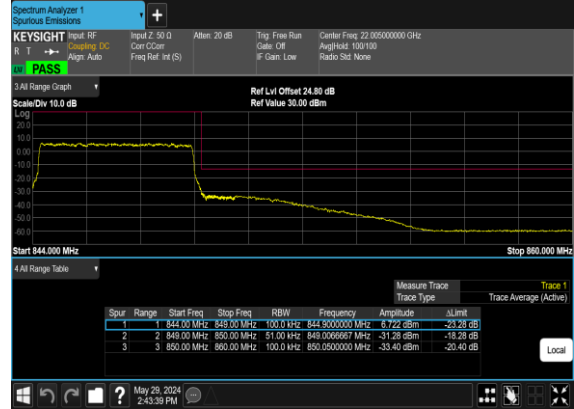 Spectrum Analyzer 1
Spurious Emissions
KEYSIGHT Input: RF Input Z: 50 Ω Atten: 20 dB Trig: Free Run Center Freq: 22.005000000 GHz
R T Coupling: DC Corr CCorr Gate: Off Avg|Hold: 100/100
Align: Auto Freq Ref: Int (S) IF Gain: Low Radio Std: None
PASS
3 All Range Graph
Ref Lvl Offset 24.80 dB
Scale/Div 10.0 dB Ref Value 30.00 dBm
Log
20.0
10.0
0.00
-10.0
-20.0
-30.0
-40.0
-50.0
-60.0
Start 844.000 MHz Stop 860.000 MHz
4 All Range Table
Measure Trace Trace 1
Trace Type Trace Average (Active)
Spur Range Start Freq Stop Freq RBW Frequency Amplitude ΔLimit
1 1 844.00 MHz 849.00 MHz 100.0 kHz 844.9000000 MHz 6.722 dBm -23.28 dB
2 2 849.00 MHz 850.00 MHz 51.00 kHz 849.0066667 MHz -31.28 dBm -18.28 dB
3 3 850.00 MHz 860.00 MHz 100.0 kHz 850.0500000 MHz -33.40 dBm -20.40 dB
Local
May 29, 2024
2:43:39 PM